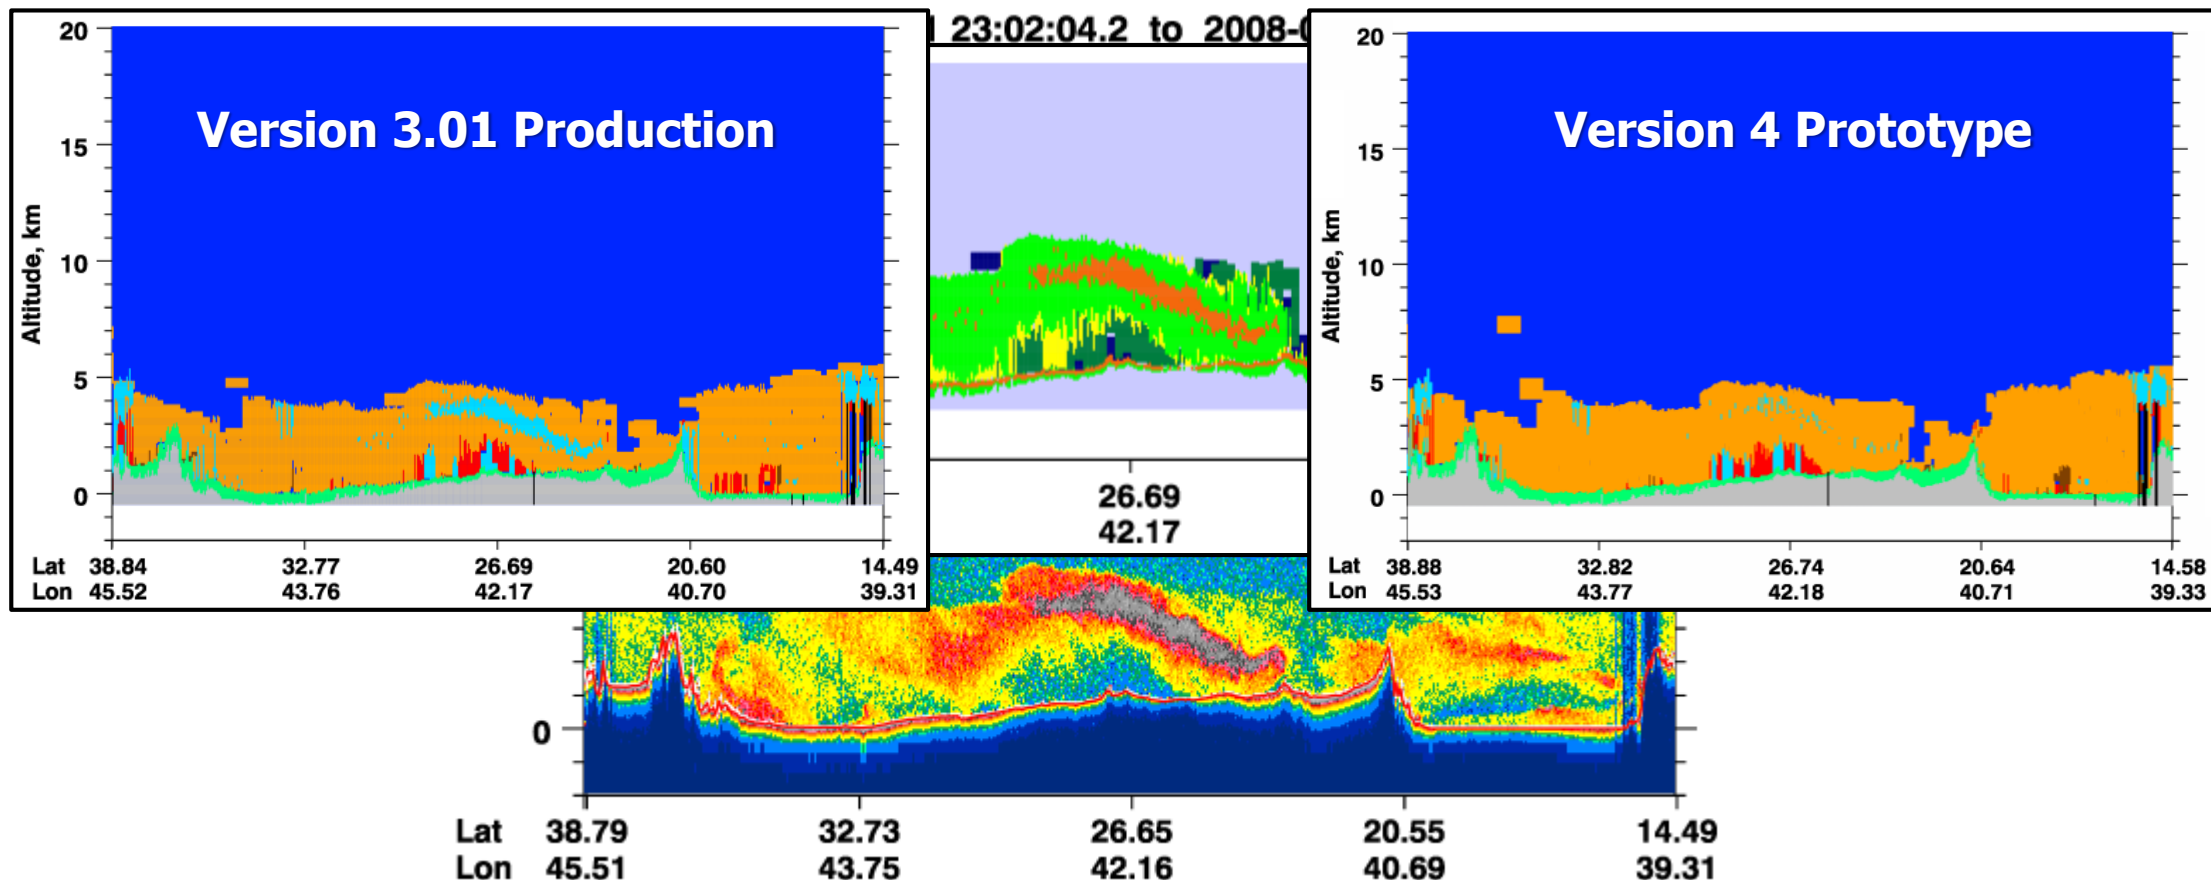 23:02:04.2 to 2008-0
Version 3.01 Production
20
15
10
5
0
Altitude, km
Lat 38.84 32.77 26.69 20.60 14.49
Lon 45.52 43.76 42.17 40.70 39.31
26.69
42.17
Version 4 Prototype
20
15
10
5
0
Altitude, km
Lat 38.88 32.82 26.74 20.64 14.58
Lon 45.53 43.77 42.18 40.71 39.33
0
Lat 38.79 32.73 26.65 20.55 14.49
Lon 45.51 43.75 42.16 40.69 39.31